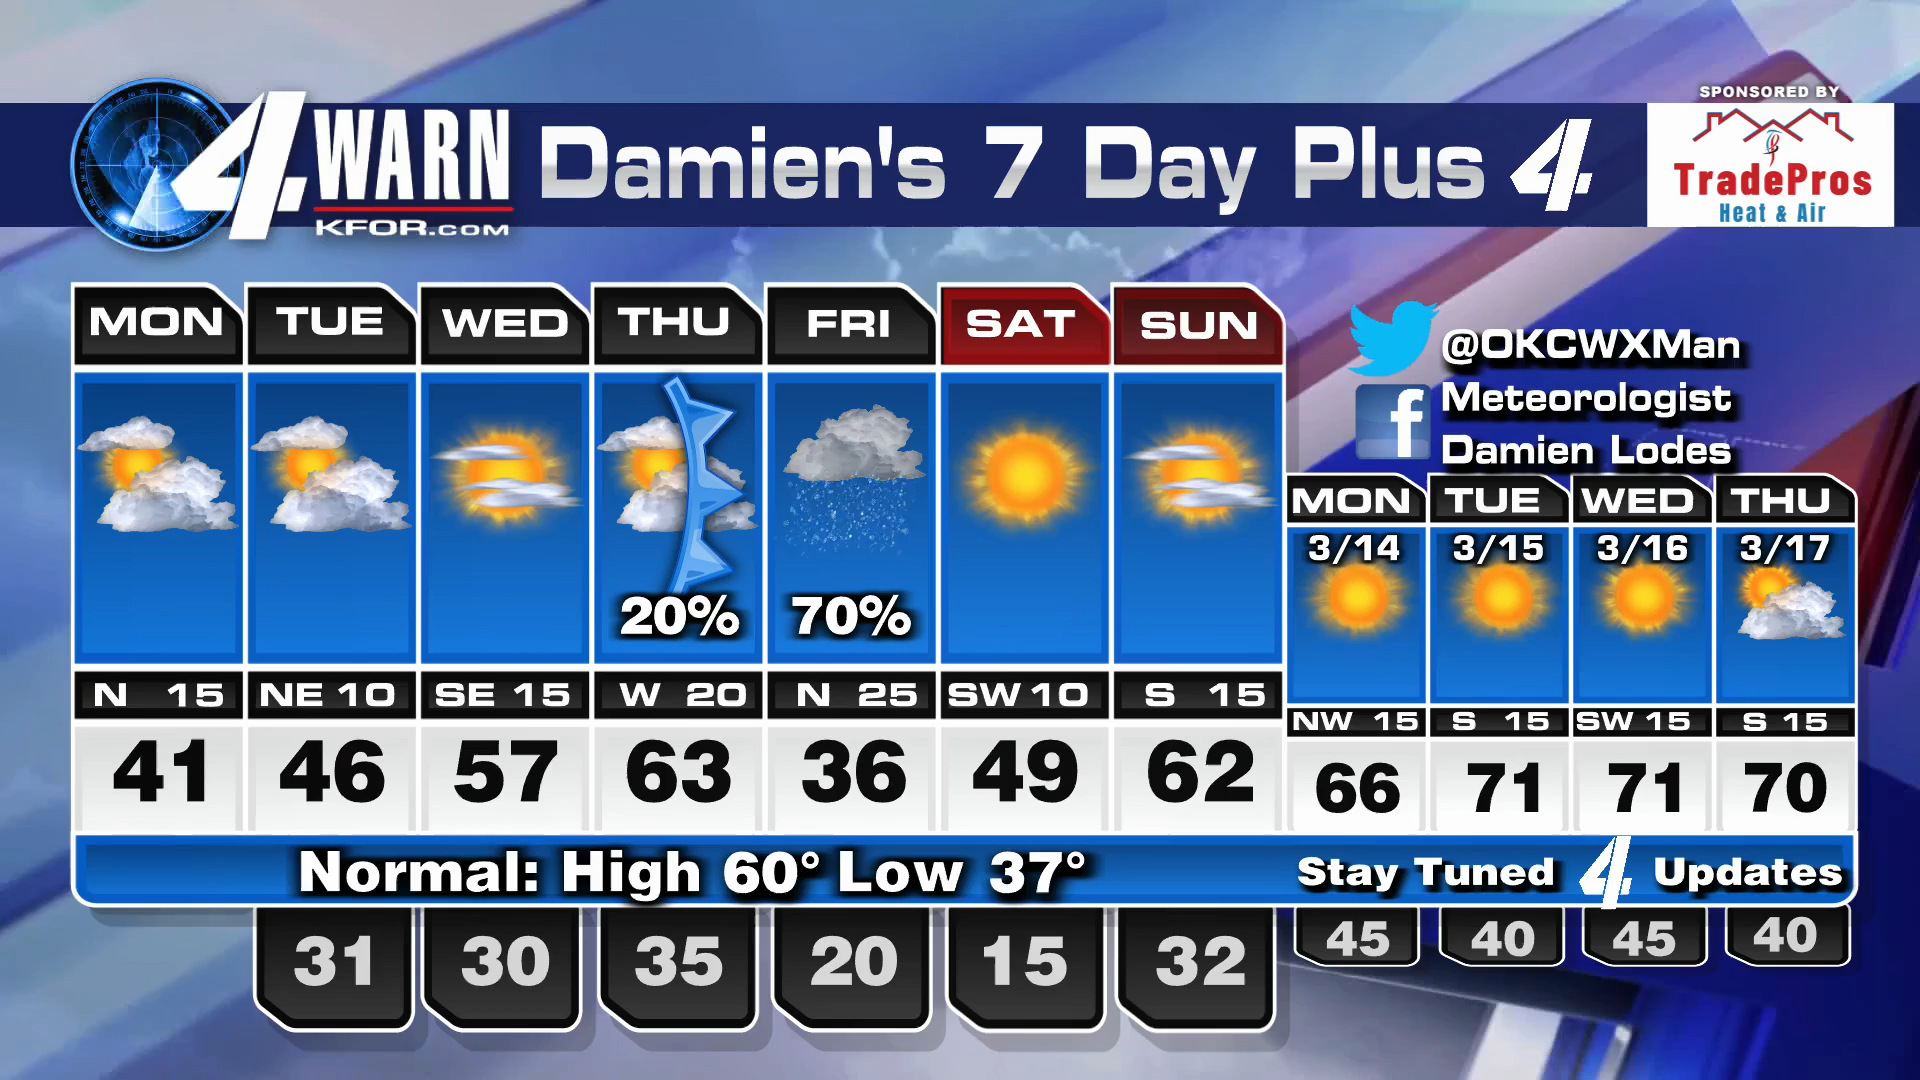 4WARN
KFOR.COM
Damien's 7 Day Plus 4
SPONSORED BY
TradePros
Heat & Air
@OKCWXMan
f Meteorologist
Damien Lodes
MON TUE WED THU FRI SAT SUN
20% 70%
N 15 NE 10 SE 15 W 20 N 25 SW 10 S 15
41 46 57 63 36 49 62
MON TUE WED THU
3/14 3/15 3/16 3/17
NW 15 S 15 SW 15 S 15
66 71 71 70
Normal: High 60° Low 37° Stay Tuned 4 Updates
31 30 35 20 15 32 45 40 45 40